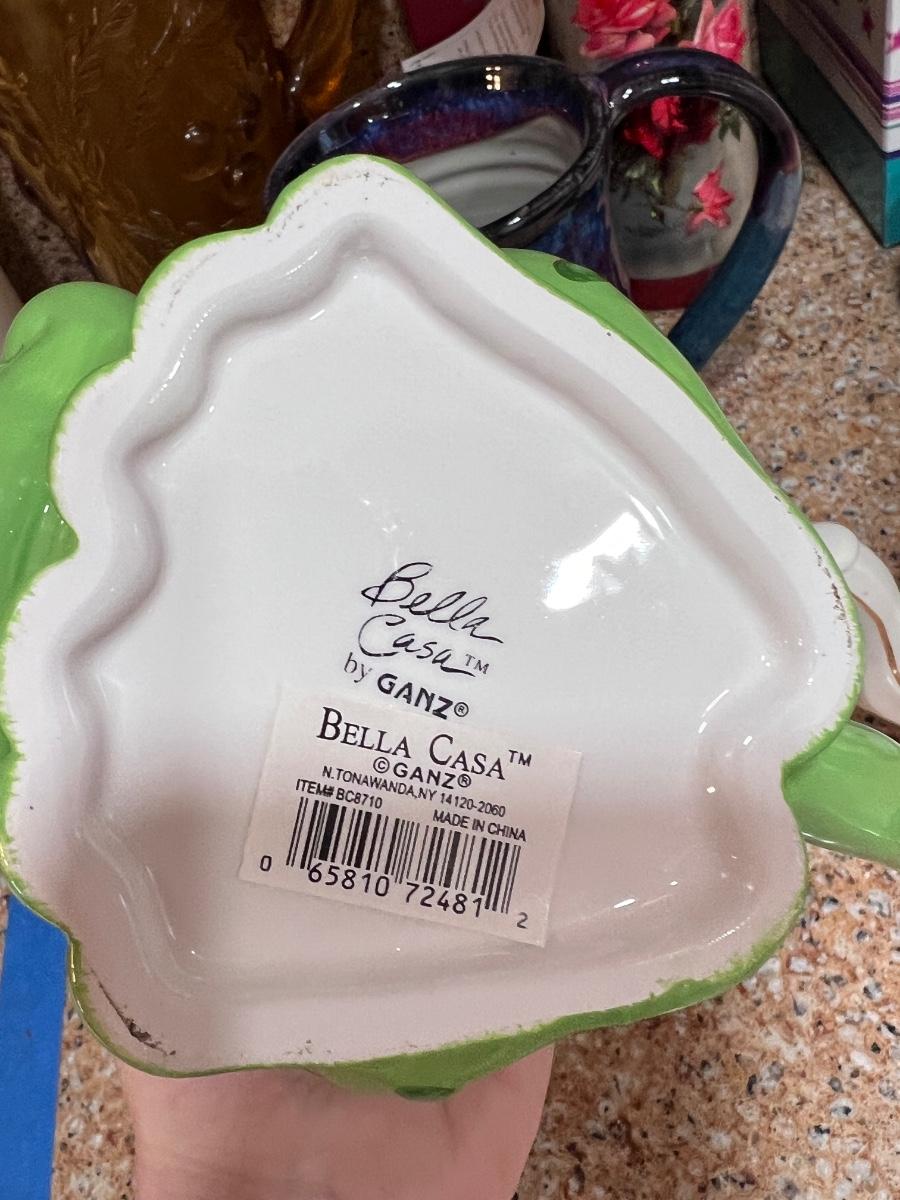 Bella
Casa™
by GANZ®
BELLA CASA™
©GANZ®
N.TONAWANDA,NY 14120-2060
ITEM# BC8710
MADE IN CHINA
0 65810 72481 2